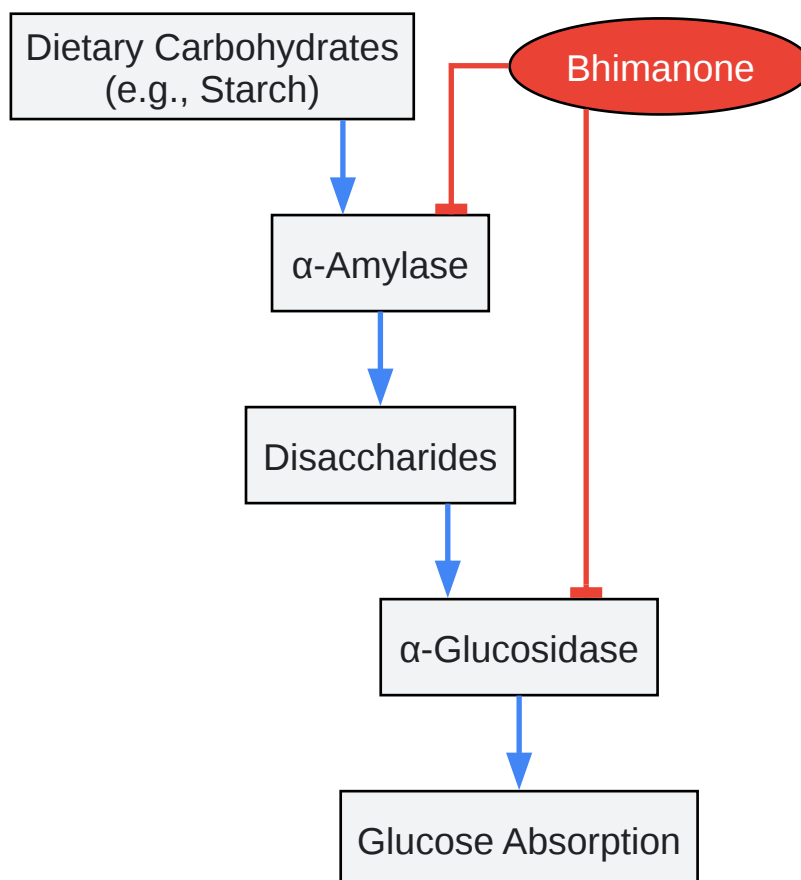 Dietary Carbohydrates
(e.g., Starch)
Bhimanone
α-Amylase
Disaccharides
α-Glucosidase
Glucose Absorption